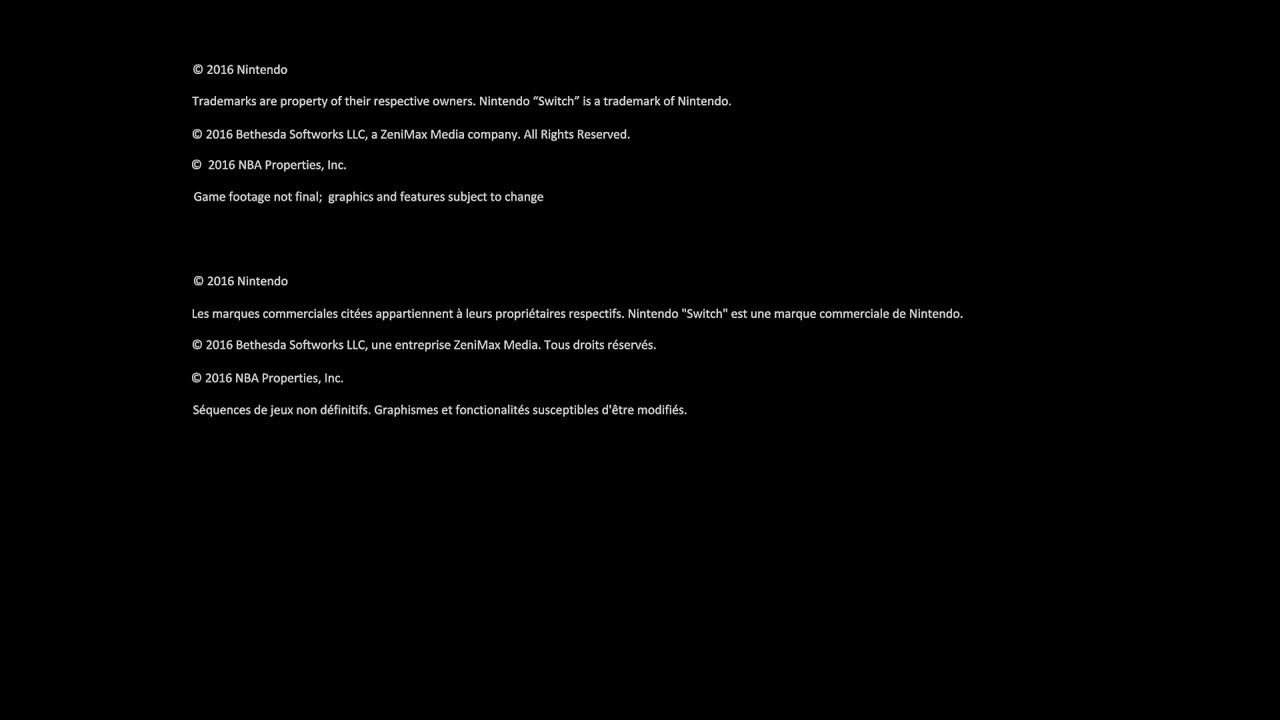 © 2016 Nintendo
Trademarks are property of their respective owners. Nintendo “Switch” is a trademark of Nintendo.
© 2016 Bethesda Softworks LLC, a ZeniMax Media company. All Rights Reserved.
©  2016 NBA Properties, Inc.
Game footage not final;  graphics and features subject to change
© 2016 Nintendo
Les marques commerciales citées appartiennent à leurs propriétaires respectifs. Nintendo "Switch" est une marque commerciale de Nintendo.
© 2016 Bethesda Softworks LLC, une entreprise ZeniMax Media. Tous droits réservés.
© 2016 NBA Properties, Inc.
Séquences de jeux non définitifs. Graphismes et fonctionalités susceptibles d'être modifiés.